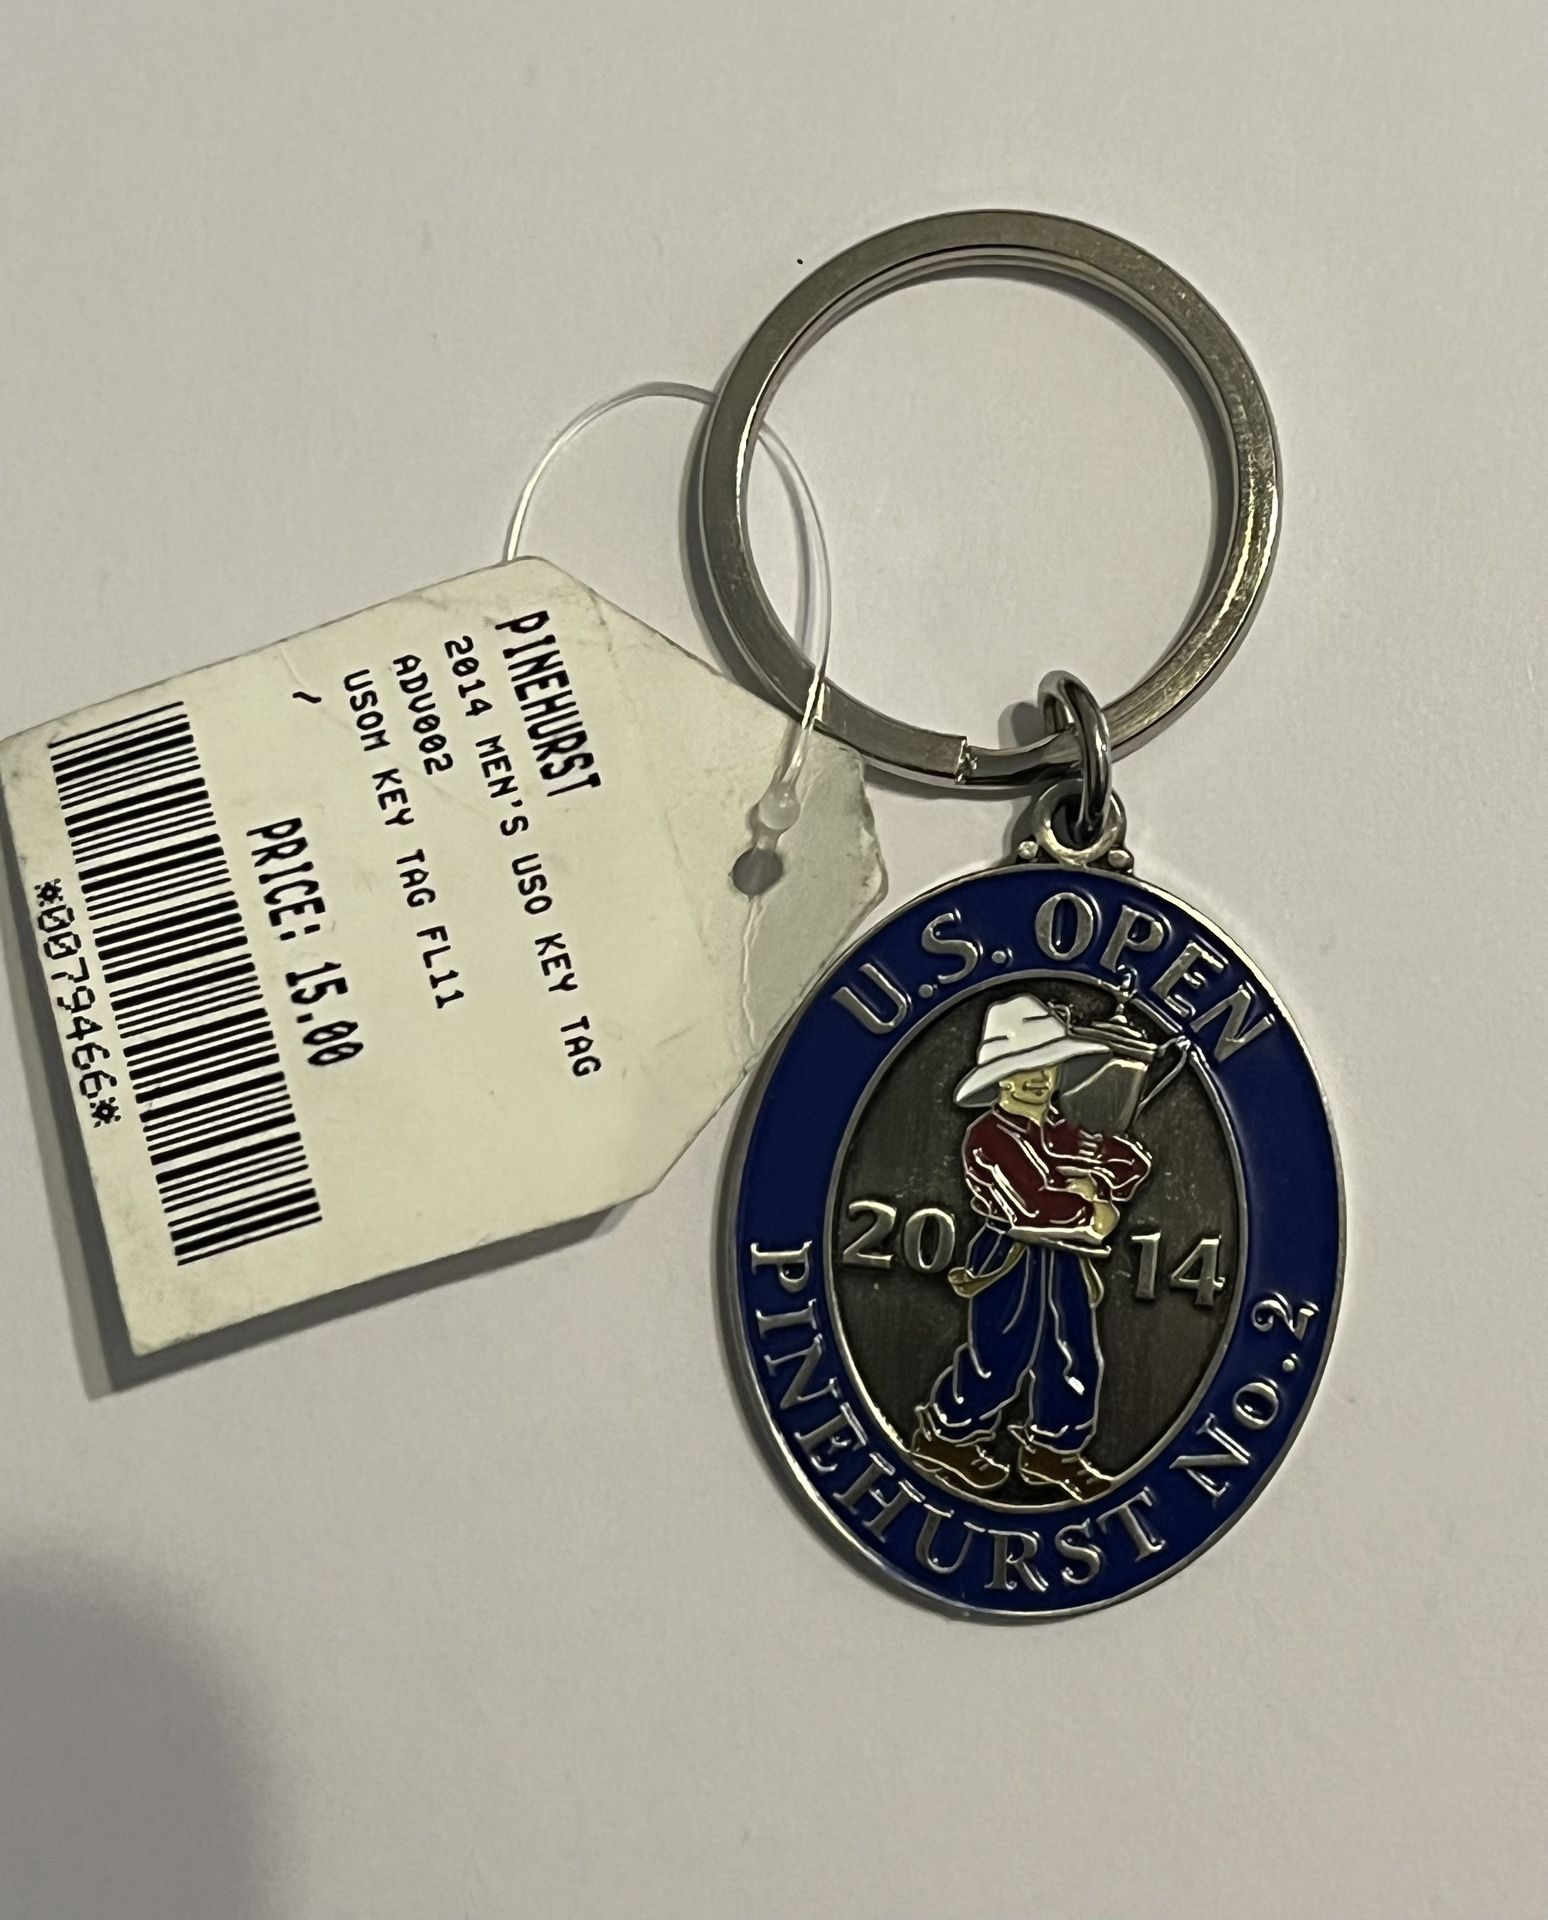 PINEHURST
2014 MEN'S USO KEY TAG
ADV002
USOM KEY TAG FL11
PRICE: 15.00
*0079466*
U.S. OPEN
2014
PINEHURST No.2